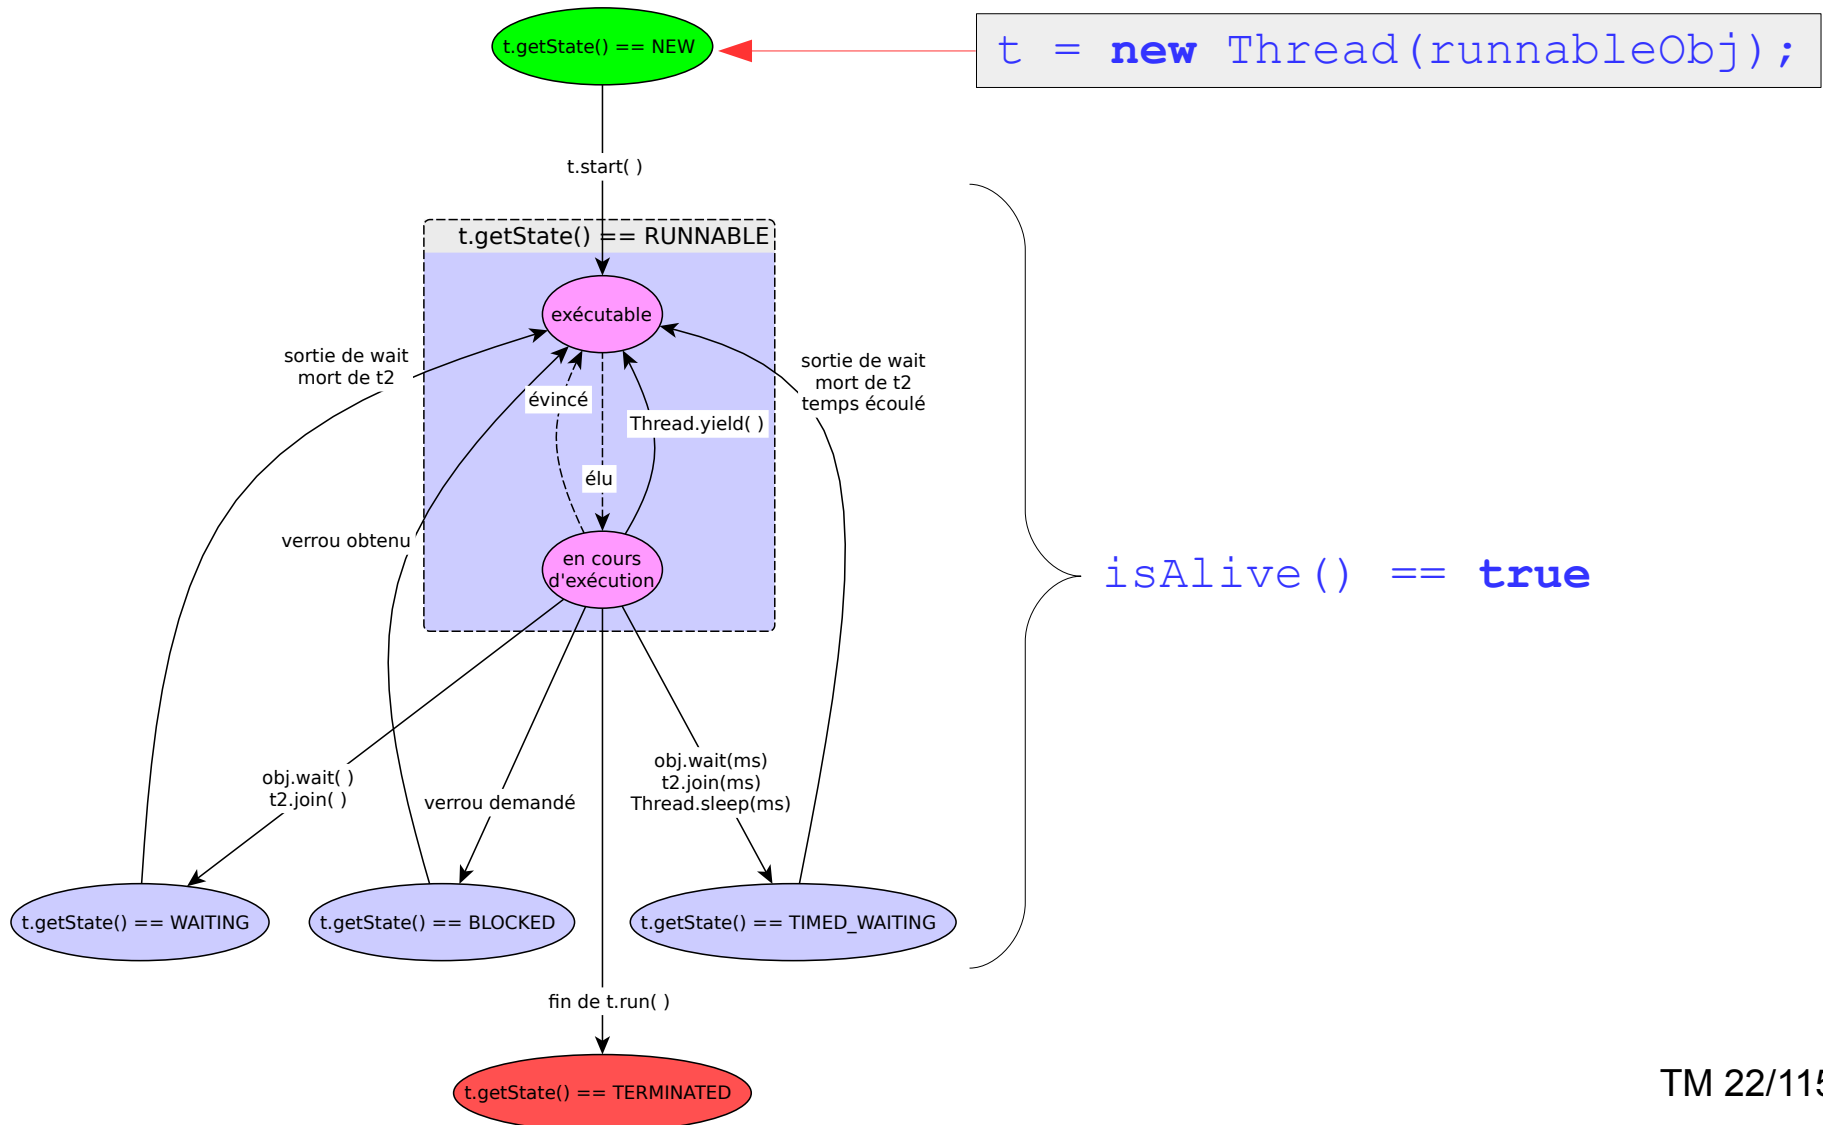 t.getState() == NEW
t = new Thread(runnableObj);
t.start( )
t.getState() == RUNNABLE
exécutable
sortie de wait
mort de t2
sortie de wait
mort de t2
temps écoulé
évincé
Thread.yield( )
élu
verrou obtenu
en cours
d'exécution
isAlive() == true
obj.wait( )
t2.join( )
verrou demandé
obj.wait(ms)
t2.join(ms)
Thread.sleep(ms)
t.getState() == WAITING
t.getState() == BLOCKED
t.getState() == TIMED_WAITING
fin de t.run( )
t.getState() == TERMINATED
TM 22/115